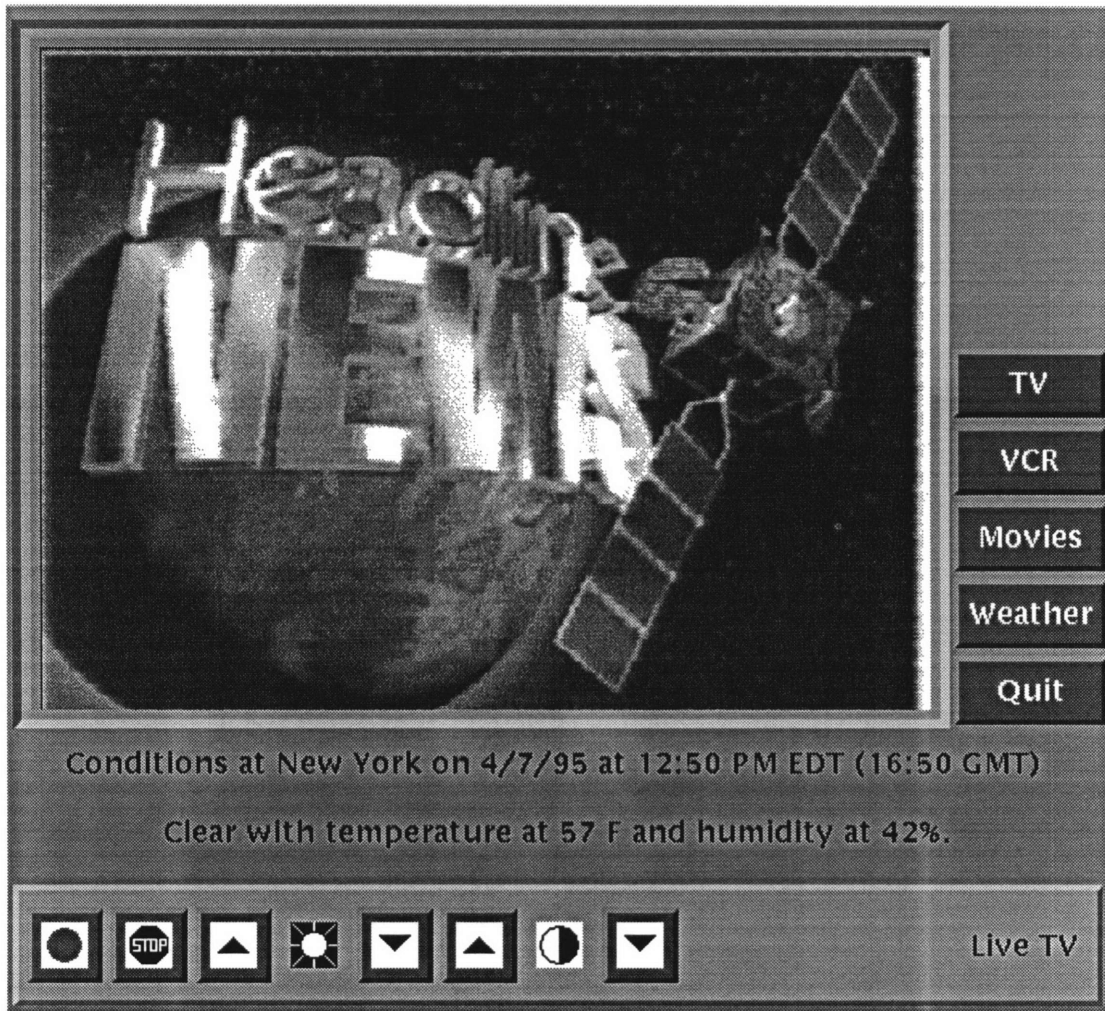 NEWS
TV
VCR
Movies
Weather
Quit
Conditions at New York on 4/7/95 at 12:50 PM EDT (16:50 GMT)
Clear with temperature at 57 F and humidity at 42%.
STOP
Live TV